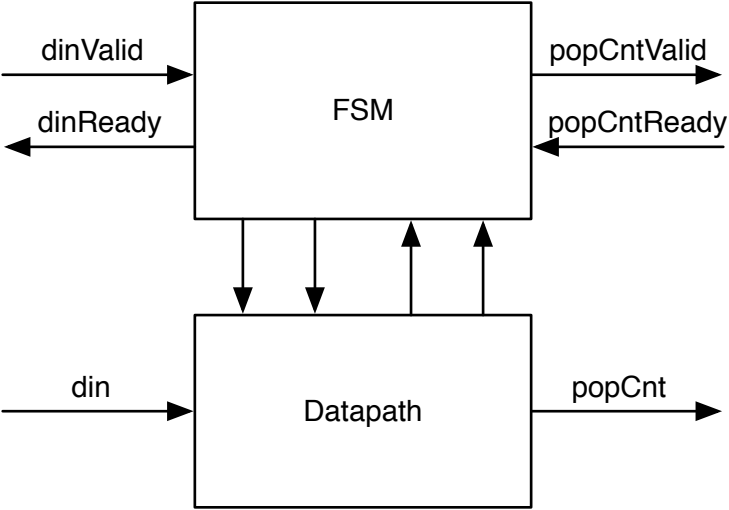 dinValid
popCntValid
FSM
dinReady
popCntReady
din
Datapath
popCnt